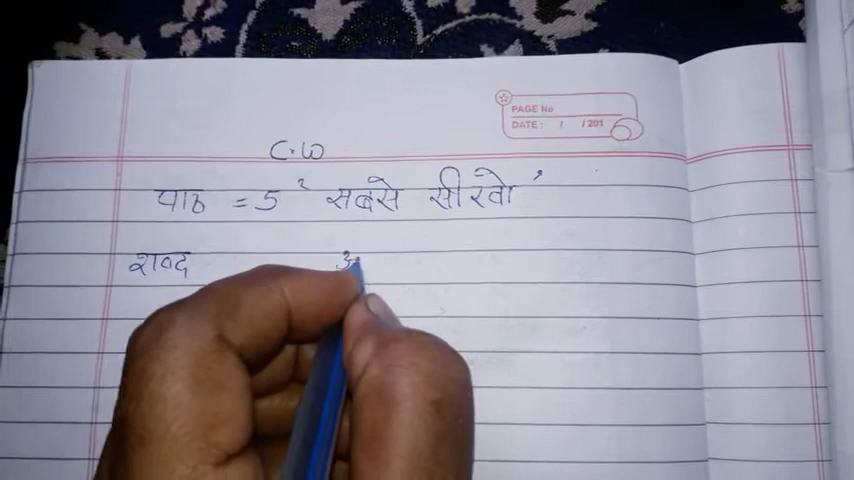 PAGE No
DATE : / /201
C.W
पाठ = 5 ' सबसे सीखो '
शब्द